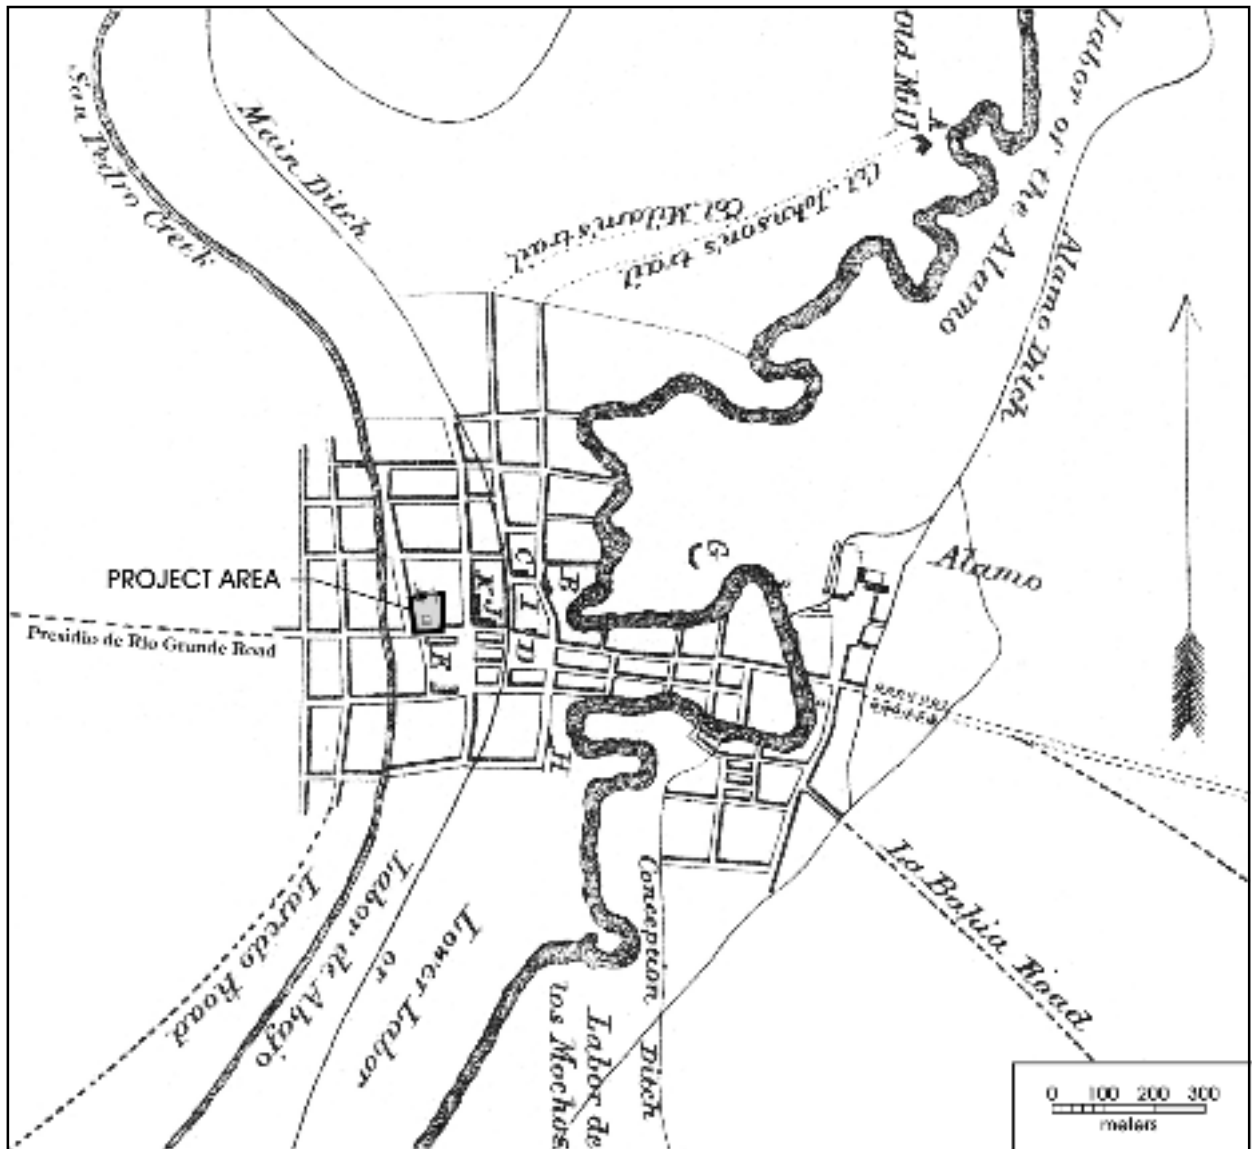 San Pedro Creek
Main Ditch
old Mill
A
Labor of the Alamo
Col. Johnson's trail
Col. Milam's trail
Alamo Ditch
G
Alamo
C
B
K
J
I
D
E
H
PROJECT AREA
Presidio de Rio Grande Road
Laredo Road
Labor de Abajo
or
Lower Labor
Labor de
los Mochos
Conception Ditch
La Bahia Road
0 100 200 300
meters